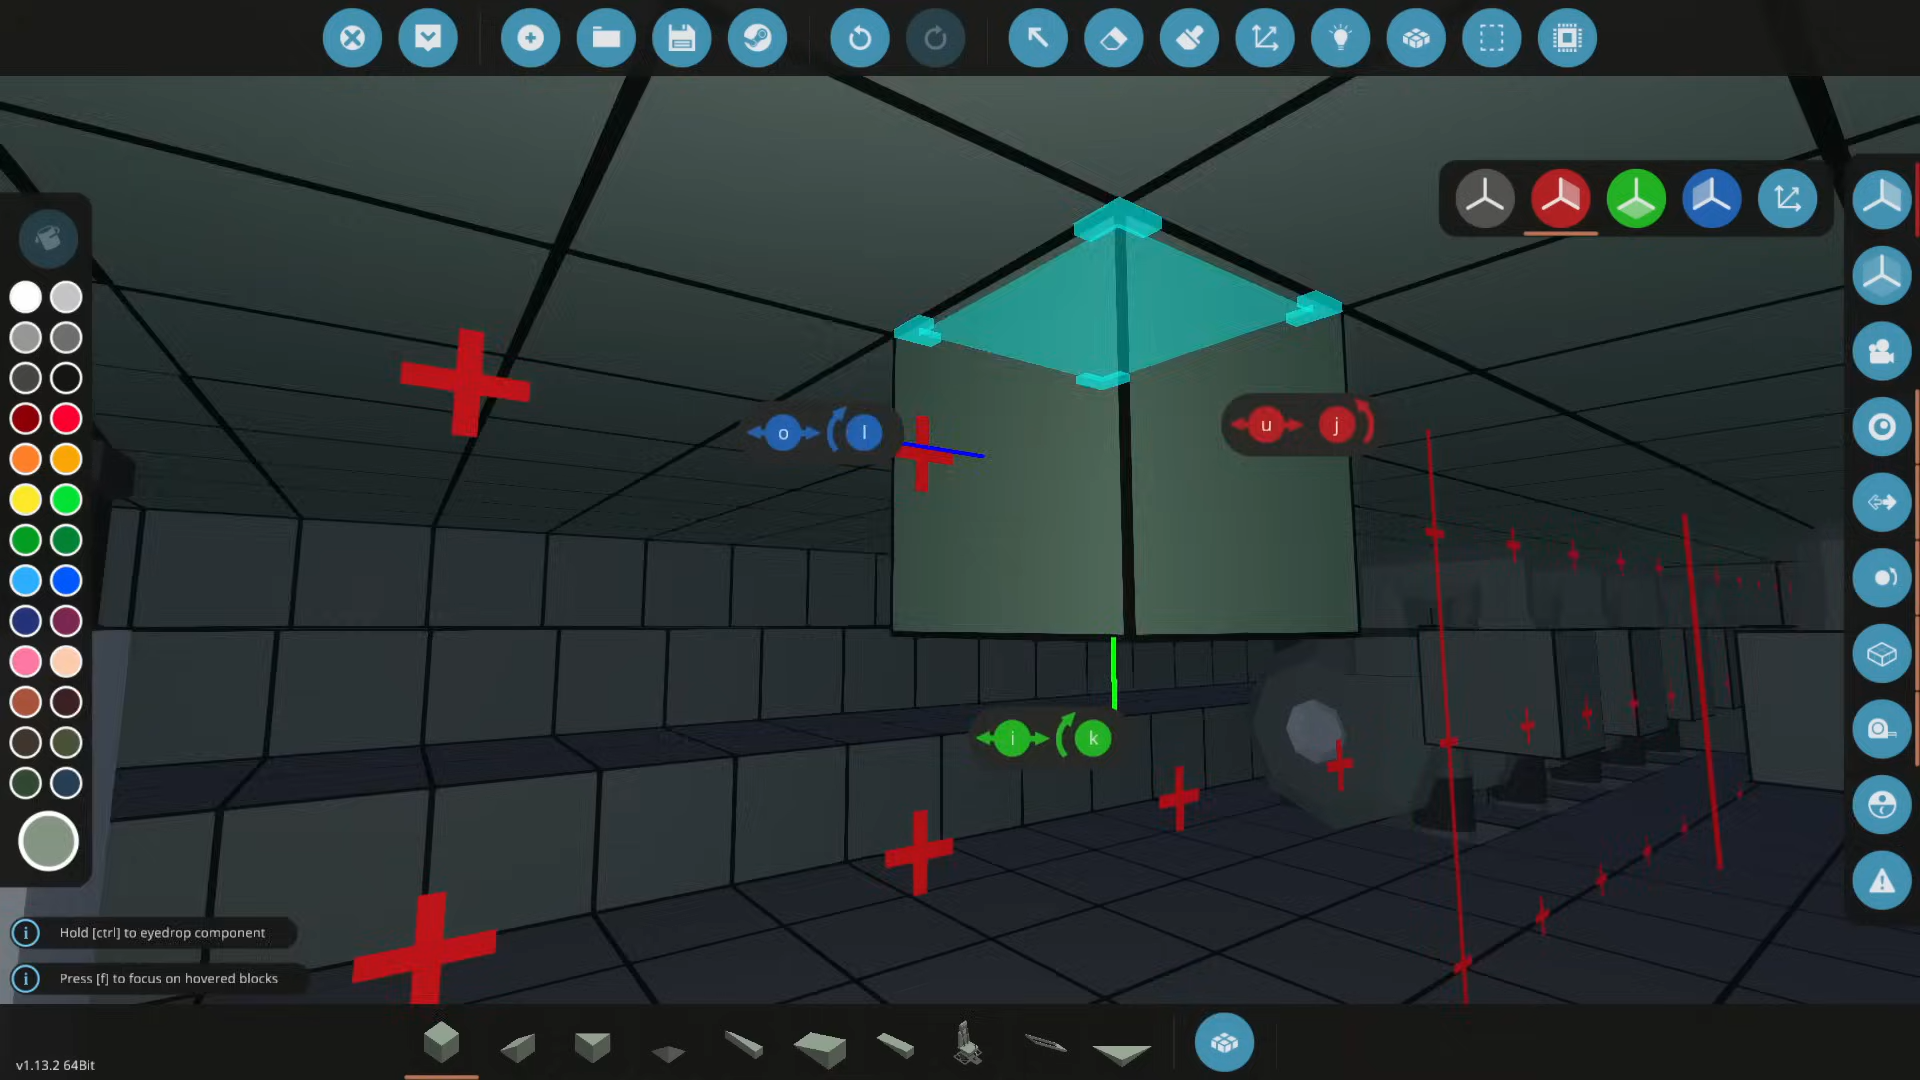 u
j
o
l
i
k
Hold [ctrl] to eyedrop component
Press [f] to focus on hovered blocks
v1.13.2 64Bit